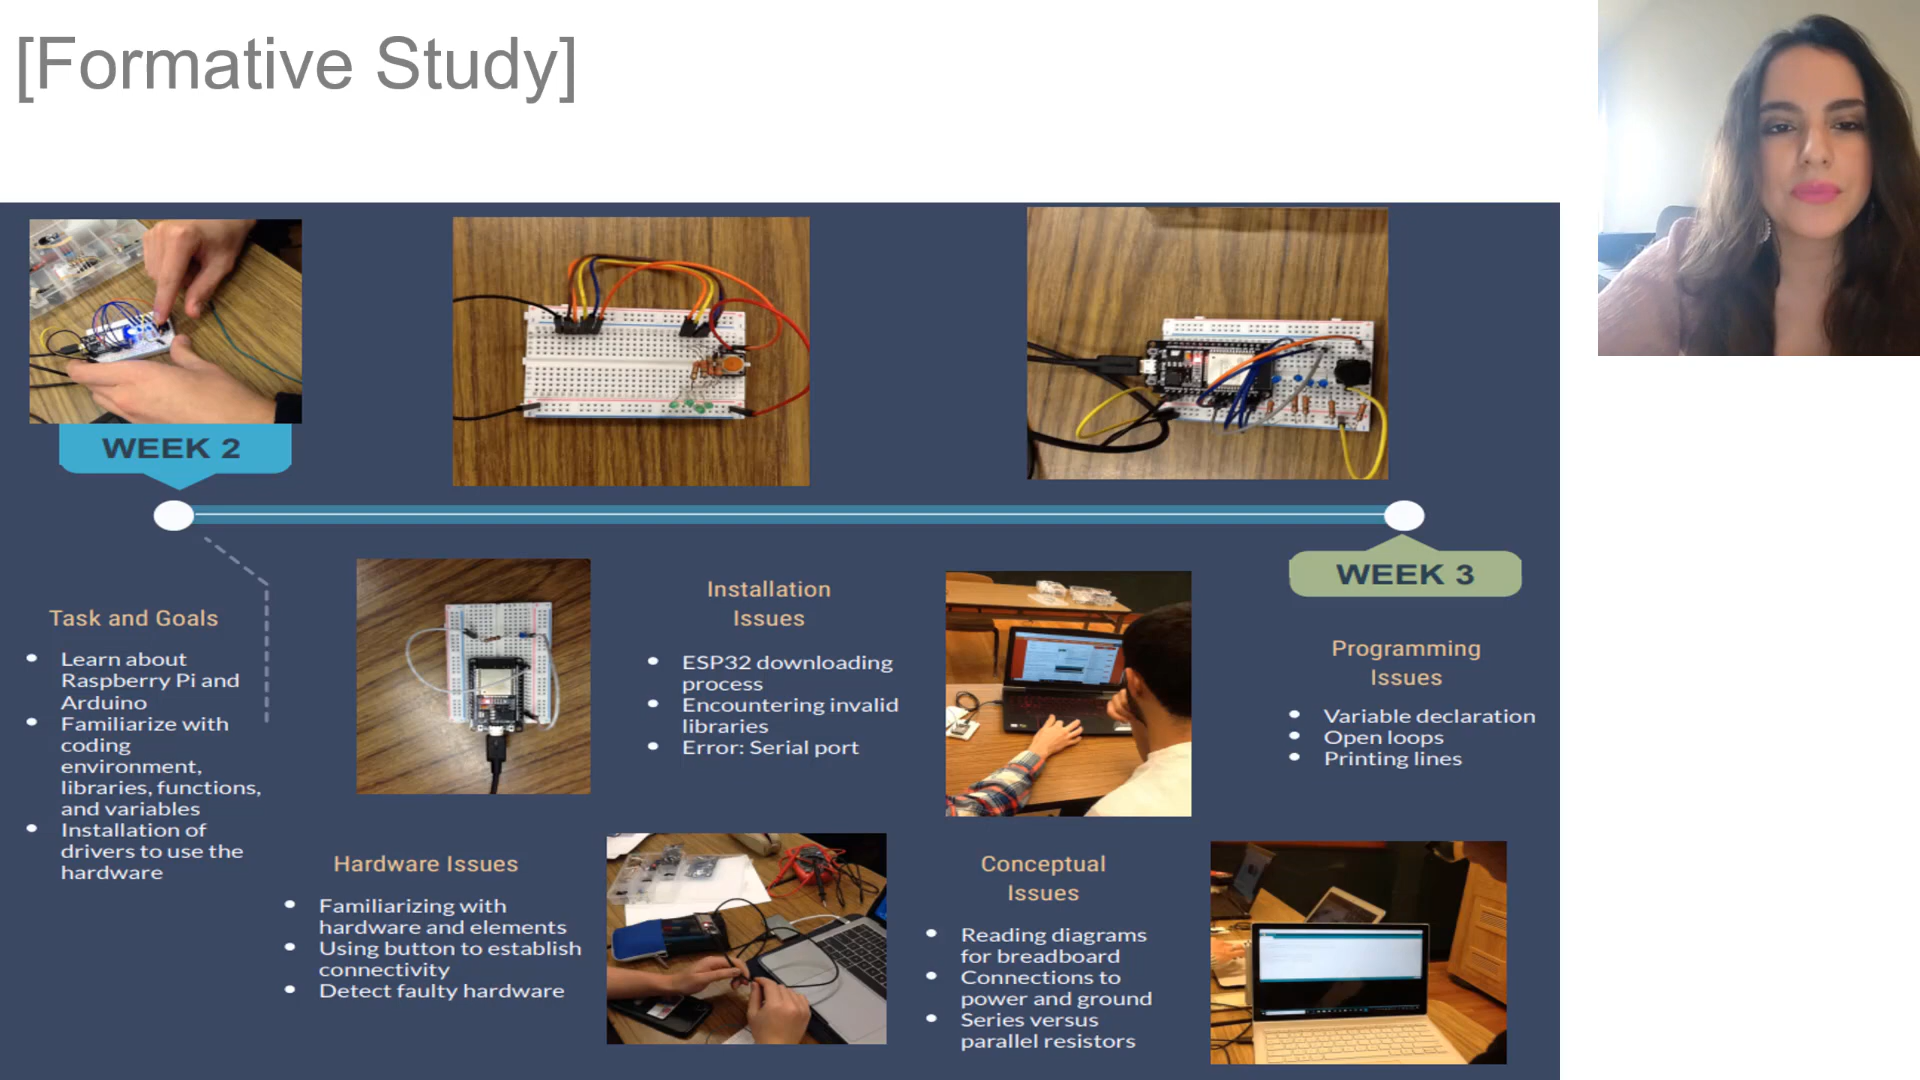 [Formative Study]
WEEK 2
WEEK 3
Task and Goals
Learn about
Raspberry Pi and
Arduino
Familiarize with
coding
environment,
libraries, functions,
and variables
Installation of
drivers to use the
hardware
Hardware Issues
Familiarizing with
hardware and elements
Using button to establish
connectivity
Detect faulty hardware
Installation
Issues
ESP32 downloading
process
Encountering invalid
libraries
Error: Serial port
Conceptual
Issues
Reading diagrams
for breadboard
Connections to
power and ground
Series versus
parallel resistors
Programming
Issues
Variable declaration
Open loops
Printing lines